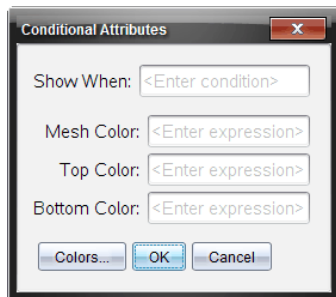 Conditional Attributes
Show When: <Enter condition>
Mesh Color: <Enter expression>
Top Color: <Enter expression>
Bottom Color: <Enter expression>
Colors... OK Cancel